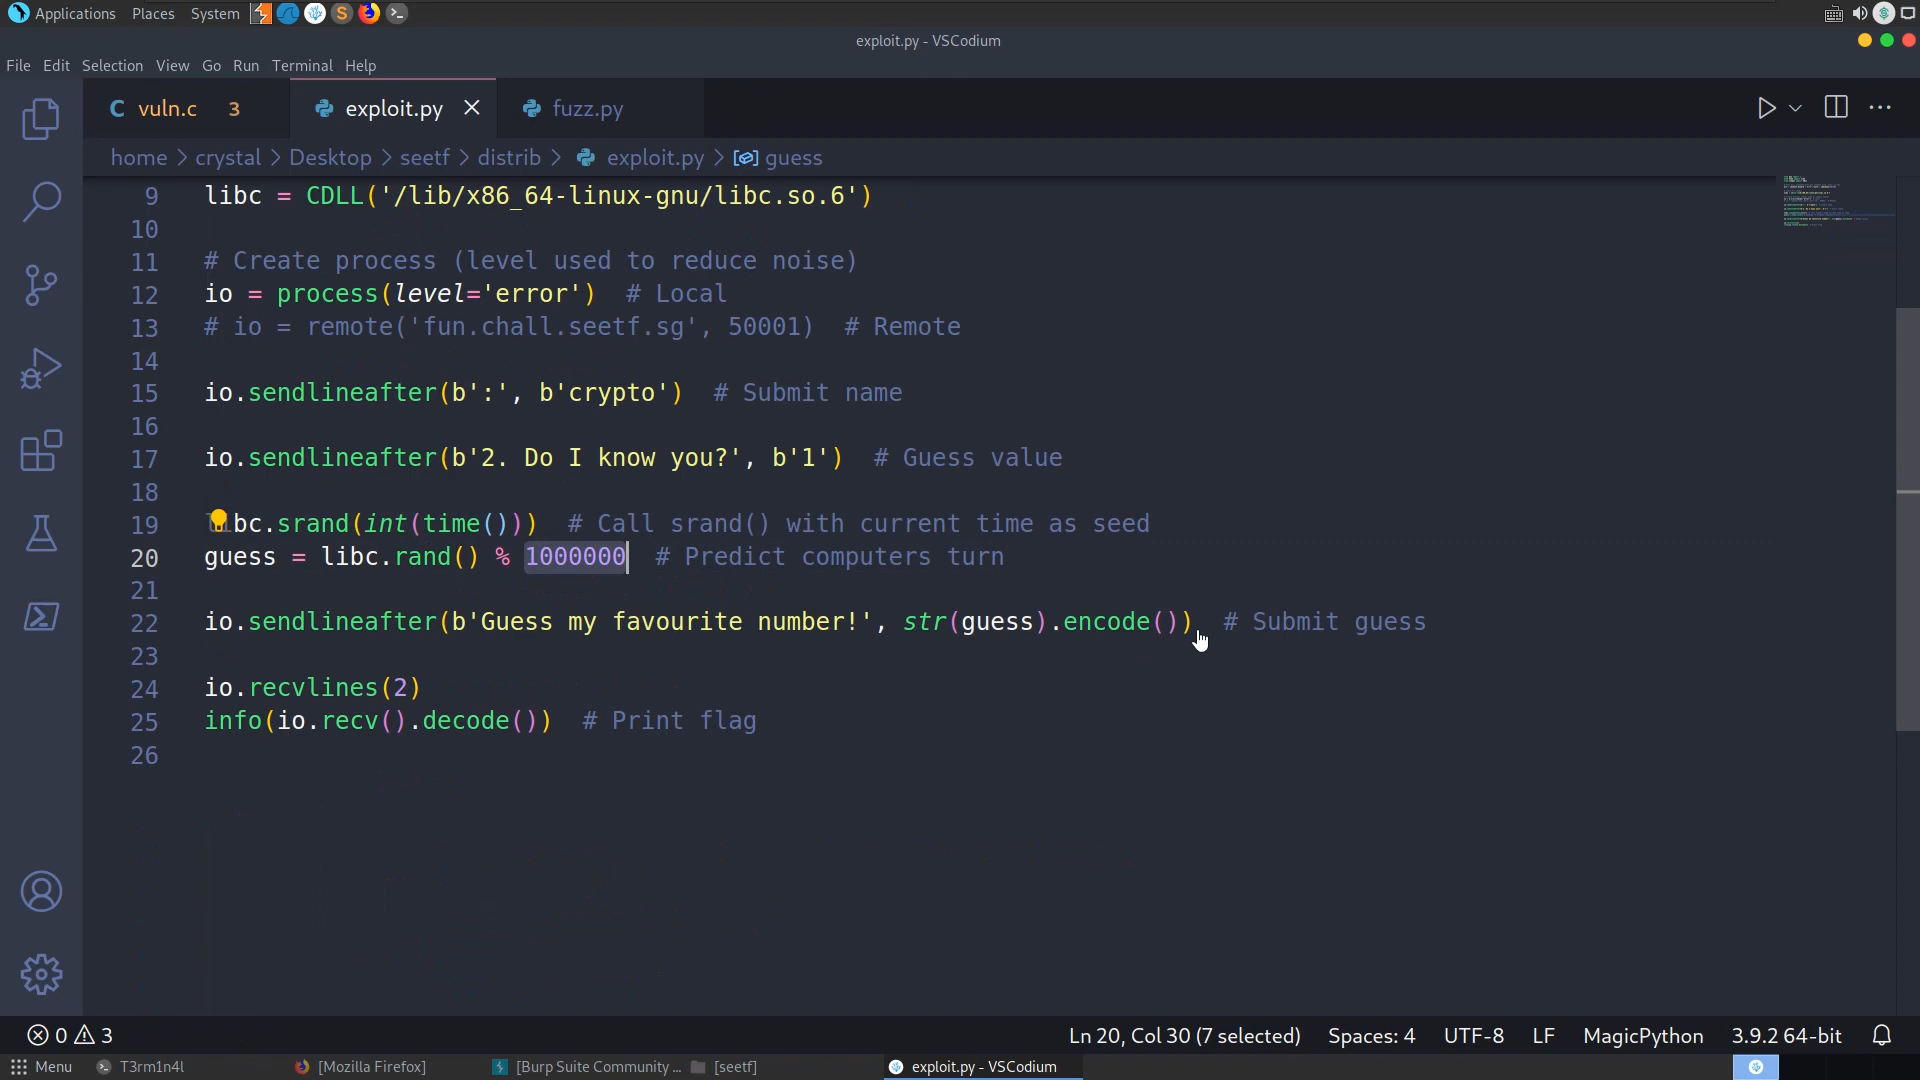 Applications Places System
exploit.py - VSCodium
File Edit Selection View Go Run Terminal Help
C vuln.c 3 exploit.py fuzz.py
home > crystal > Desktop > seetf > distrib > exploit.py > guess
9 libc = CDLL('/lib/x86_64-linux-gnu/libc.so.6')
10
11 # Create process (level used to reduce noise)
12 io = process(level='error')  # Local
13 # io = remote('fun.chall.seetf.sg', 50001)  # Remote
14
15 io.sendlineafter(b':', b'crypto')  # Submit name
16
17 io.sendlineafter(b'2. Do I know you?', b'1')  # Guess value
18
19 libc.srand(int(time()))  # Call srand() with current time as seed
20 guess = libc.rand() % 1000000  # Predict computers turn
21
22 io.sendlineafter(b'Guess my favourite number!', str(guess).encode())  # Submit guess
23
24 io.recvlines(2)
25 info(io.recv().decode())  # Print flag
26
0 3 Ln 20, Col 30 (7 selected) Spaces: 4 UTF-8 LF MagicPython 3.9.2 64-bit
Menu T3rm1n4l [Mozilla Firefox] [Burp Suite Community ... [seetf] exploit.py - VSCodium